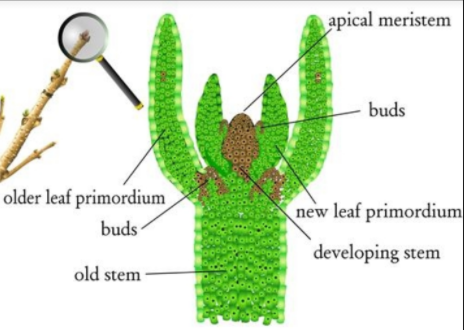 apical meristem
buds
older leaf primordium
new leaf primordium
buds
developing stem
old stem